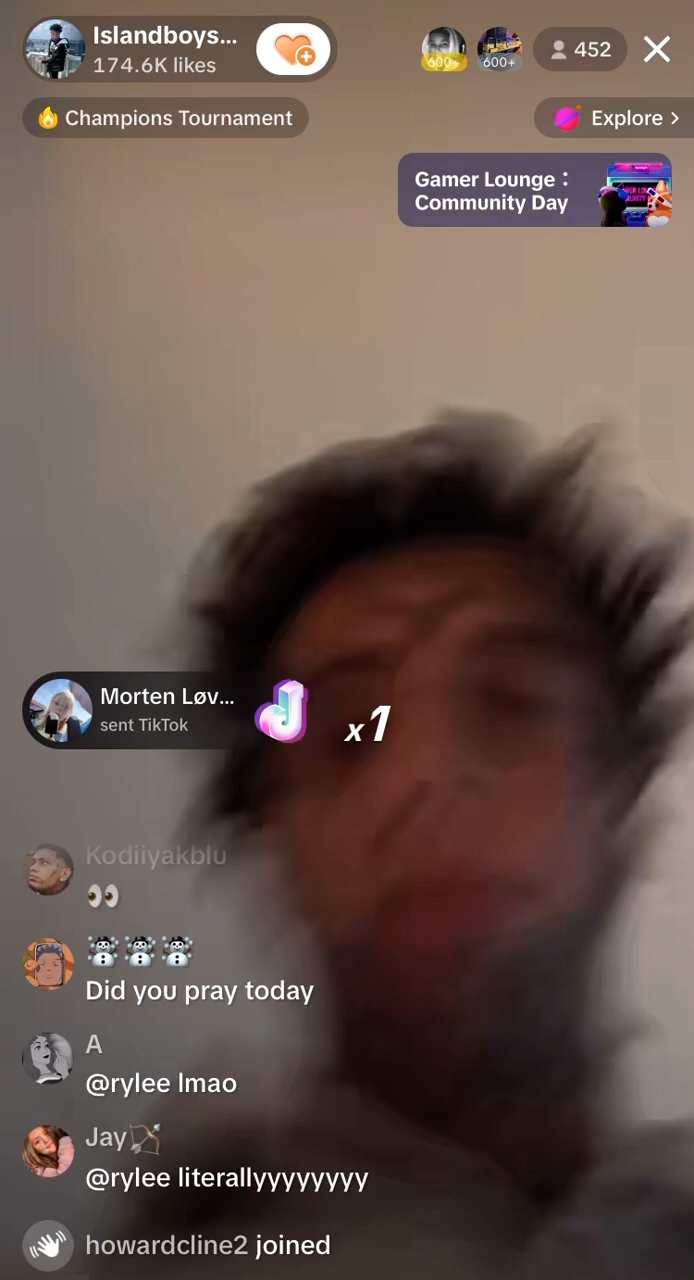 Islandboys...
174.6K likes
600+
600+
452
Champions Tournament
Explore >
Gamer Lounge :
Community Day
Morten Løv...
sent TikTok
x1
Kodiiyakblu
👀
☃️☃️☃️
Did you pray today
A
@rylee lmao
Jay🏹
@rylee literallyyyyyyyy
howardcline2 joined